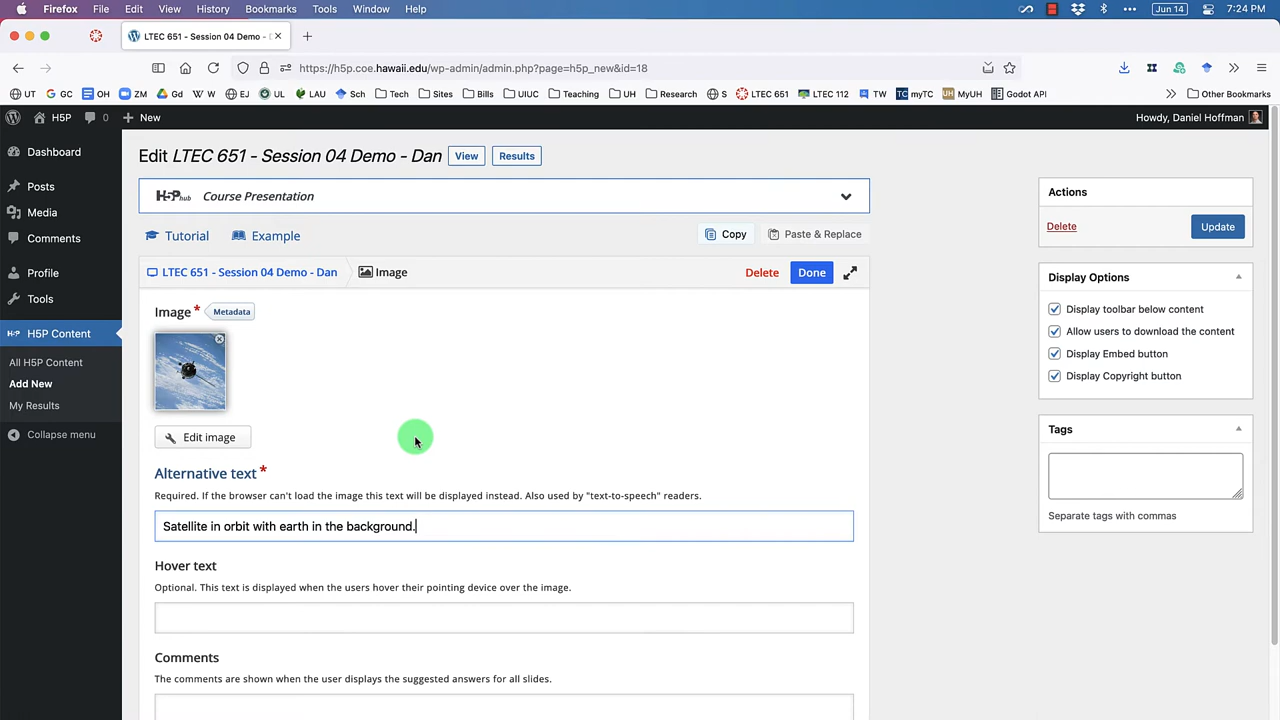 Firefox File Edit View History Bookmarks Tools Window Help Jun 14 7:24 PM
LTEC 651 - Session 04 Demo - D
https://h5p.coe.hawaii.edu/wp-admin/admin.php?page=h5p_new&id=18
UT GC OH ZM Gd W EJ UL LAU Sch Tech Sites Bills UIUC Teaching UH Research S LTEC 651 LTEC 112 TW myTC MyUH Godot API Other Bookmarks
H5P 0 New Howdy, Daniel Hoffman
Dashboard
Posts
Media
Comments
Profile
Tools
H5P Content
All H5P Content
Add New
My Results
Collapse menu
Edit LTEC 651 - Session 04 Demo - Dan View Results
H5P hub Course Presentation
Tutorial Example Copy Paste & Replace
LTEC 651 - Session 04 Demo - Dan Image Delete Done
Image * Metadata
Edit image
Alternative text *
Required. If the browser can't load the image this text will be displayed instead. Also used by "text-to-speech" readers.
Satellite in orbit with earth in the background.
Hover text
Optional. This text is displayed when the users hover their pointing device over the image.
Comments
The comments are shown when the user displays the suggested answers for all slides.
Actions
Delete Update
Display Options
Display toolbar below content
Allow users to download the content
Display Embed button
Display Copyright button
Tags
Separate tags with commas